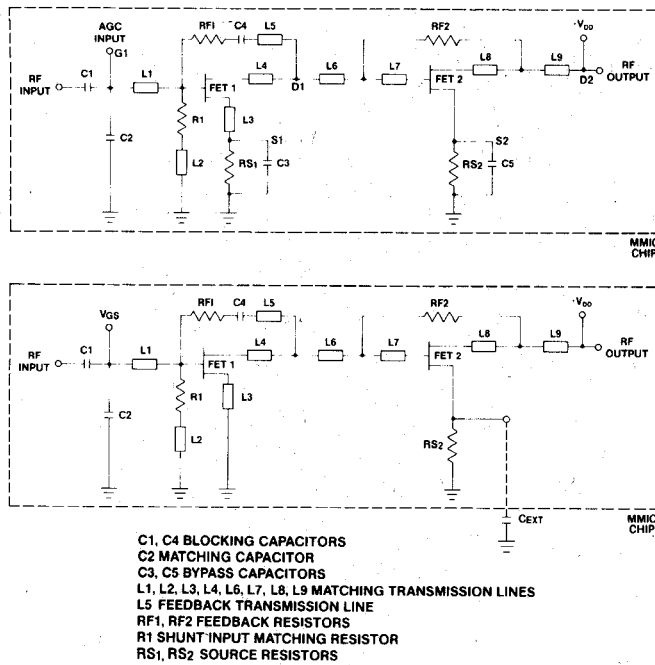 AGC
INPUT
G1
RF1
C4
L5
RF2
VDD
RF
INPUT
C1
L1
L4
D1
L6
L7
L8
L9
D2
RF
OUTPUT
FET 1
FET 2
R1
L3
C2
S1
S2
L2
RS1
C3
RS2
C5
MMIC
CHIP
VGS
RF1
C4
L5
RF2
VDD
RF
INPUT
C1
L1
L4
L6
L7
L8
L9
RF
OUTPUT
FET 1
FET 2
R1
L3
C2
L2
RS2
CEXT
MMIC
CHIP
C1, C4 BLOCKING CAPACITORS
C2 MATCHING CAPACITOR
C3, C5 BYPASS CAPACITORS
L1, L2, L3, L4, L6, L7, L8, L9 MATCHING TRANSMISSION LINES
L5 FEEDBACK TRANSMISSION LINE
RF1, RF2 FEEDBACK RESISTORS
R1 SHUNT INPUT MATCHING RESISTOR
RS1, RS2 SOURCE RESISTORS